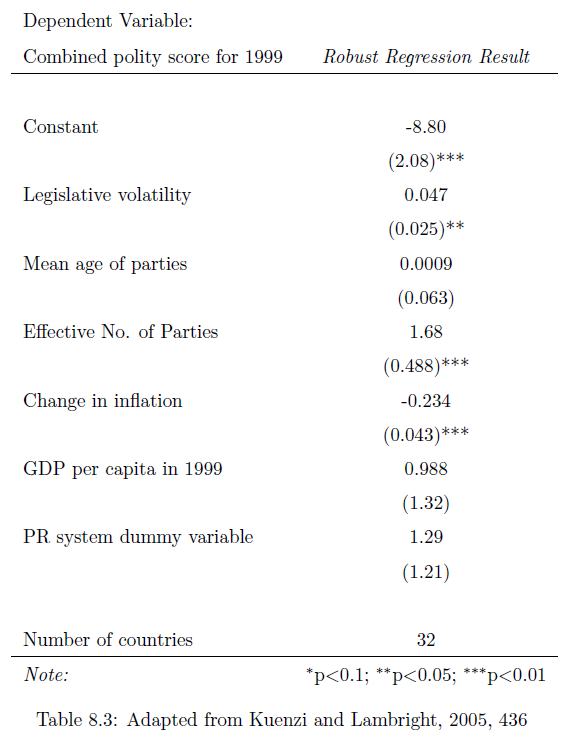 Dependent Variable:
Combined polity score for 1999 Robust Regression Result
Constant -8.80
(2.08)***
Legislative volatility 0.047
(0.025)**
Mean age of parties 0.0009
(0.063)
Effective No. of Parties 1.68
(0.488)***
Change in inflation -0.234
(0.043)***
GDP per capita in 1999 0.988
(1.32)
PR system dummy variable 1.29
(1.21)
Number of countries 32
Note: *p<0.1; **p<0.05; ***p<0.01
Table 8.3: Adapted from Kuenzi and Lambright, 2005, 436